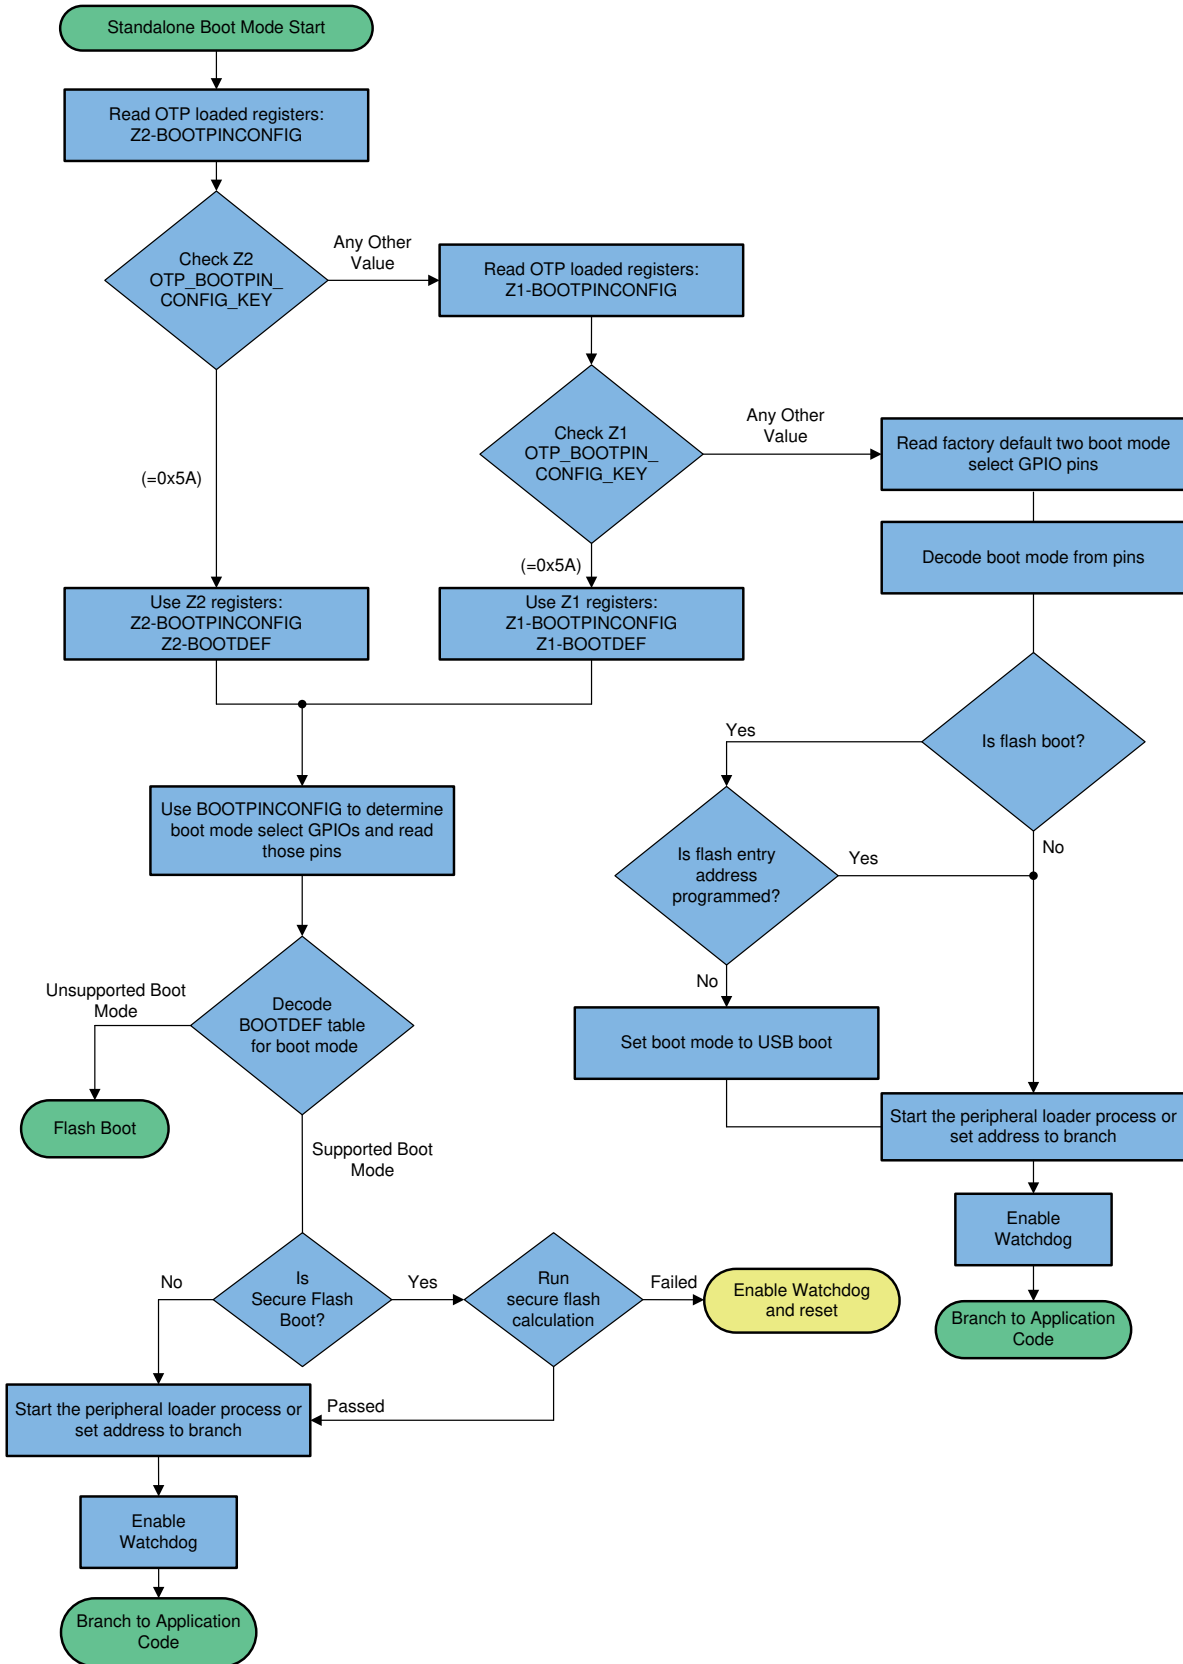 Standalone Boot Mode Start
Read OTP loaded registers:
Z2-BOOTPINCONFIG
Check Z2
OTP_BOOTPIN_
CONFIG_KEY
Any Other
Value
Read OTP loaded registers:
Z1-BOOTPINCONFIG
Check Z1
OTP_BOOTPIN_
CONFIG_KEY
Any Other
Value
Read factory default two boot mode
select GPIO pins
(=0x5A)
Decode boot mode from pins
(=0x5A)
Use Z2 registers:
Z2-BOOTPINCONFIG
Z2-BOOTDEF
Use Z1 registers:
Z1-BOOTPINCONFIG
Z1-BOOTDEF
Yes
Is flash boot?
Use BOOTPINCONFIG to determine
boot mode select GPIOs and read
those pins
No
Is flash entry
address
programmed?
Yes
No
Unsupported Boot
Mode
Decode
BOOTDEF table
for boot mode
Set boot mode to USB boot
Flash Boot
Start the peripheral loader process or
set address to branch
Supported Boot
Mode
Enable
Watchdog
No
Is
Secure Flash
Boot?
Yes
Run
secure flash
calculation
Failed
Enable Watchdog
and reset
Branch to Application
Code
Start the peripheral loader process or
set address to branch
Passed
Enable
Watchdog
Branch to Application
Code